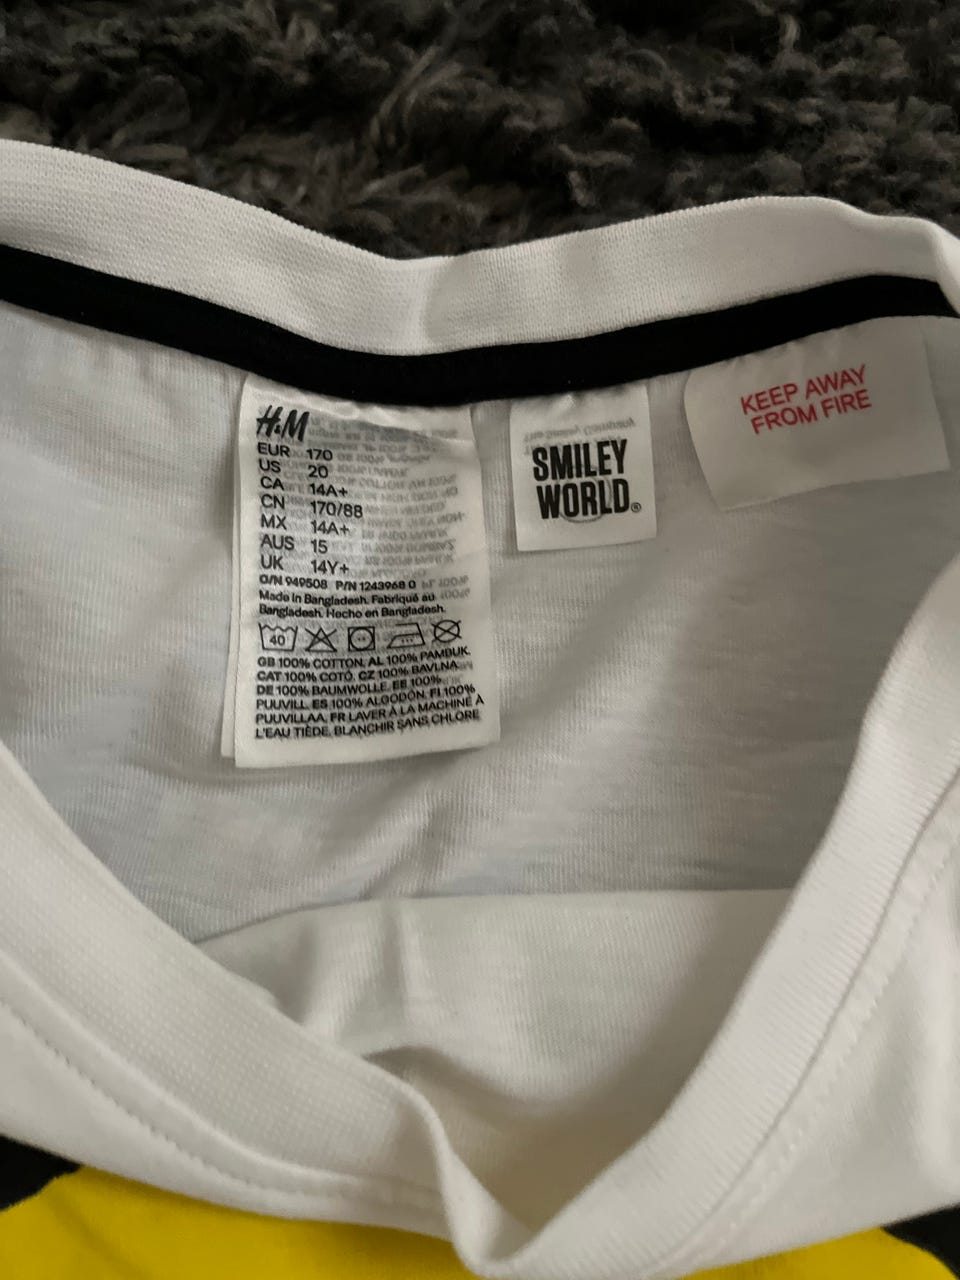 H&M
EUR 170
US 20
CA 14A+
CN 170/88
MX 14A+
AUS 15
UK 14Y+
O/N 949508 P/N 1243968 0
Made in Bangladesh. Fabriqué au
Bangladesh. Hecho en Bangladesh.
40
GB 100% COTTON. AL 100% PAMBUK.
CAT 100% COTÓ. CZ 100% BAVLNA.
DE 100% BAUMWOLLE. EE 100%
PUUVILL. ES 100% ALGODÓN. FI 100%
PUUVILLAA. FR LAVER À LA MACHINE À
L'EAU TIÈDE, BLANCHIR SANS CHLORE
SMILEY
WORLD®
KEEP AWAY
FROM FIRE